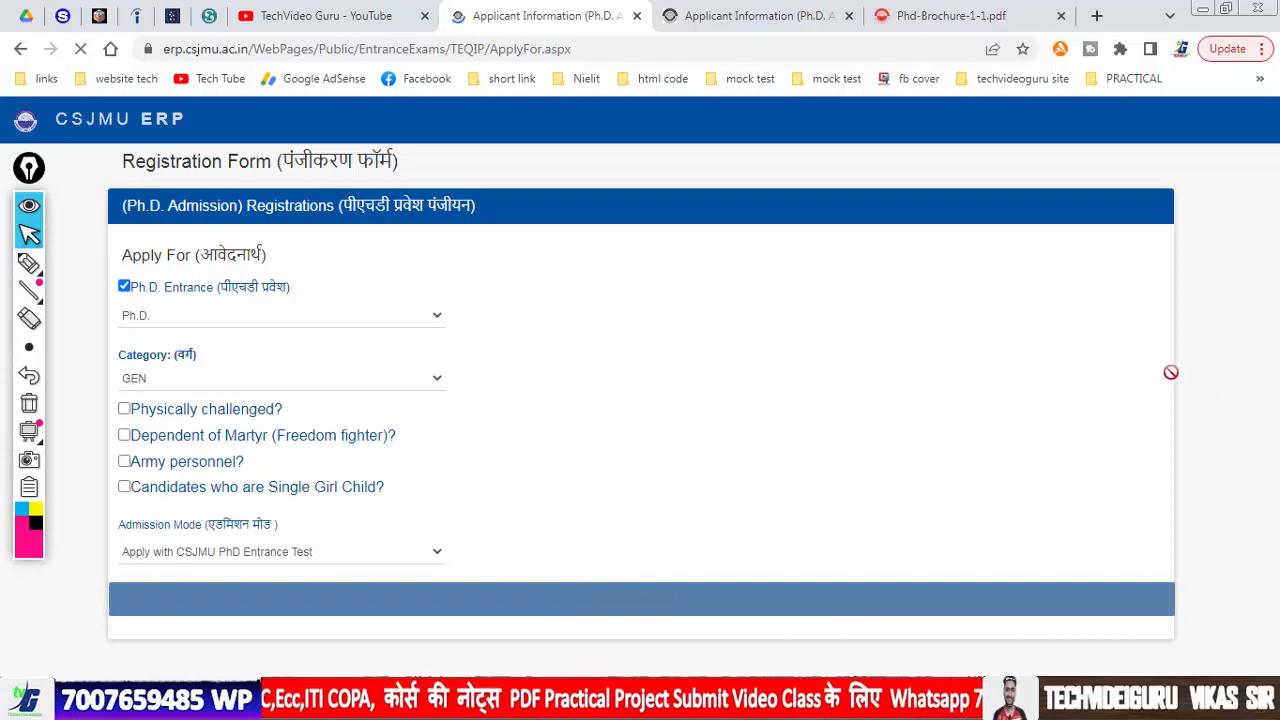 TechVideo Guru - YouTube
Applicant Information (Ph.D. A
Applicant Information (Ph.D. A
Phd-Brochure-1-1.pdf
erp.csjmu.ac.in/WebPages/Public/EntranceExams/TEQIP/ApplyFor.aspx
Update
links
website tech
Tech Tube
Google AdSense
Facebook
short link
Nielit
html code
mock test
mock test
fb cover
techvideoguru site
PRACTICAL
CSJMU ERP
Registration Form (पंजीकरण फॉर्म)
(Ph.D. Admission) Registrations (पीएचडी प्रवेश पंजीयन)
Apply For (आवेदनार्थ)
Ph.D. Entrance (पीएचडी प्रवेश)
Ph.D.
Category: (वर्ग)
GEN
Physically challenged?
Dependent of Martyr (Freedom fighter)?
Army personnel?
Candidates who are Single Girl Child?
Admission Mode (एडमिशन मोड )
Apply with CSJMU PhD Entrance Test
7007659485 WP
C,Ecc,ITI COPA, कोर्स की नोट्स PDF Practical Project Submit Video Class के लिए Whatsapp 7
TECHVIDEIGURU VIKAS SIR